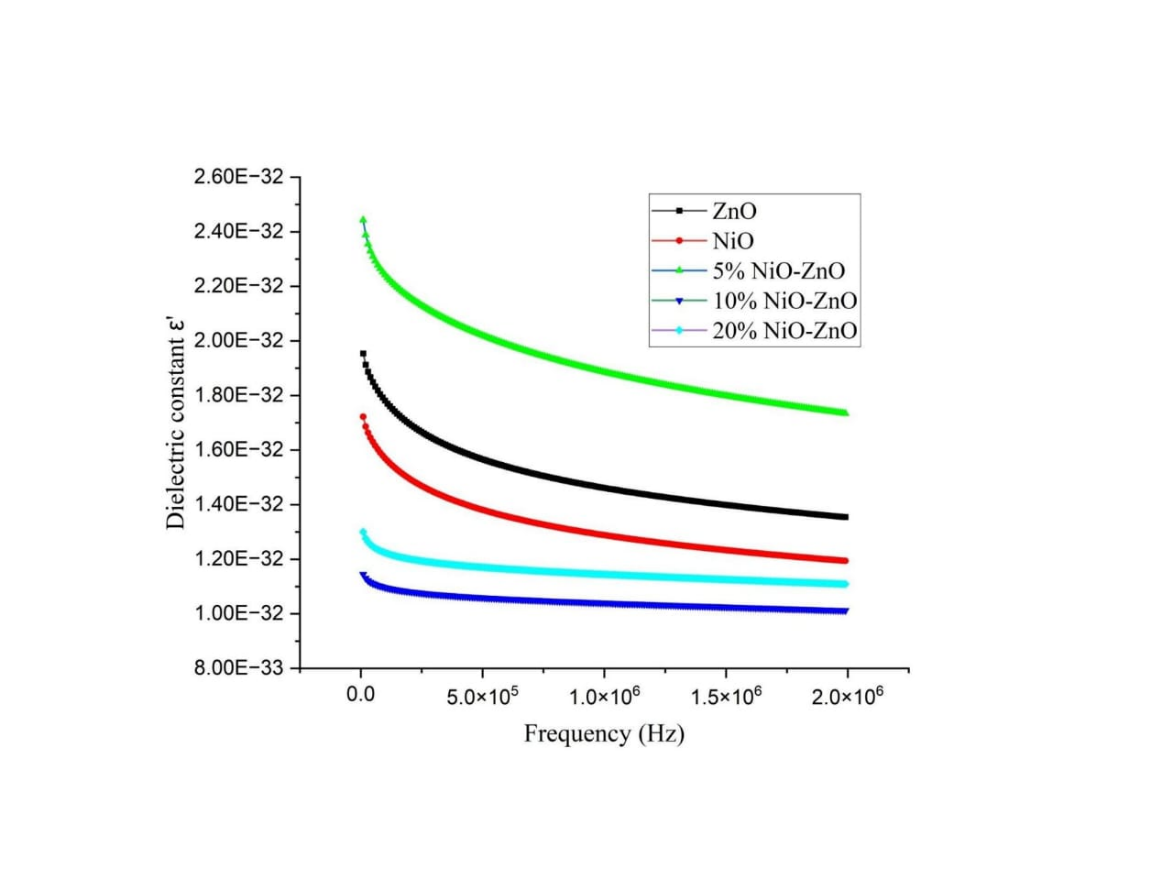 2.60E−32
2.40E−32
2.20E−32
2.00E−32
1.80E−32
1.60E−32
1.40E−32
1.20E−32
1.00E−32
8.00E−33
Dielectric constant ε'
ZnO
NiO
5% NiO-ZnO
10% NiO-ZnO
20% NiO-ZnO
0.0 5.0×10⁵ 1.0×10⁶ 1.5×10⁶ 2.0×10⁶
Frequency (Hz)